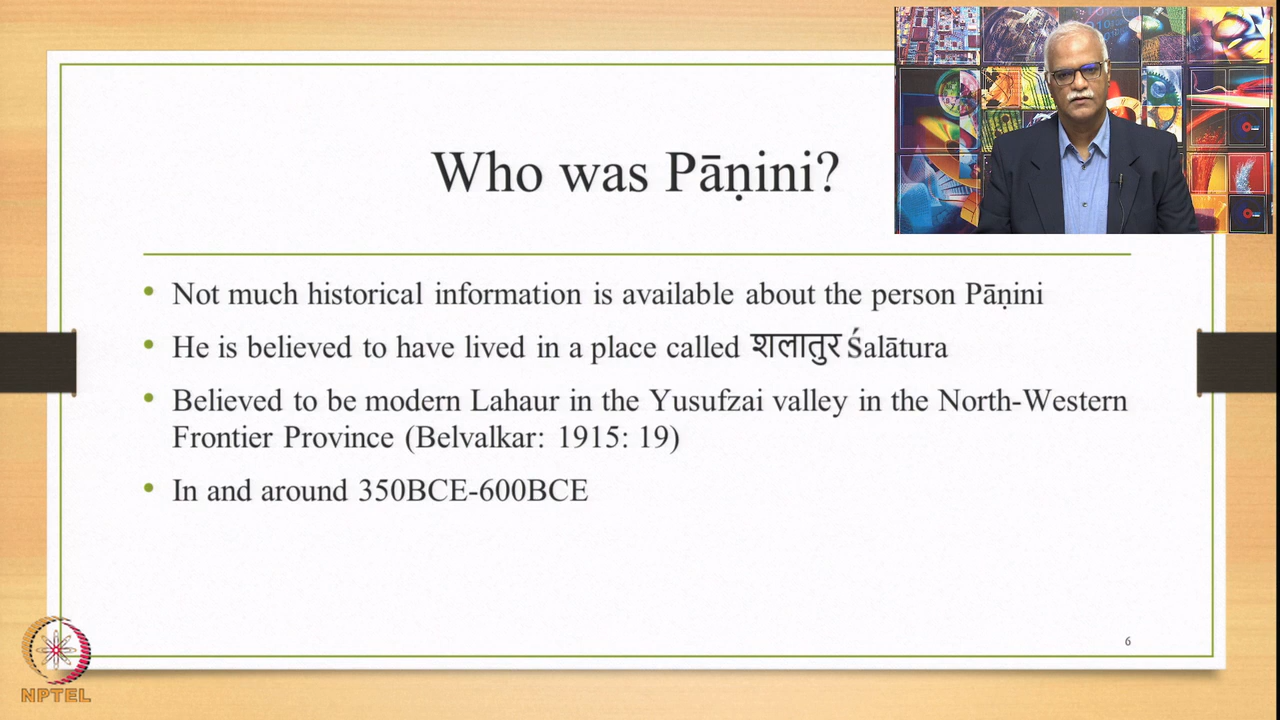 Who was Pāṇini?
• Not much historical information is available about the person Pāṇini
• He is believed to have lived in a place called शलातुर Śalātura
• Believed to be modern Lahaur in the Yusufzai valley in the North-Western
Frontier Province (Belvalkar: 1915: 19)
• In and around 350BCE-600BCE
6
NPTEL